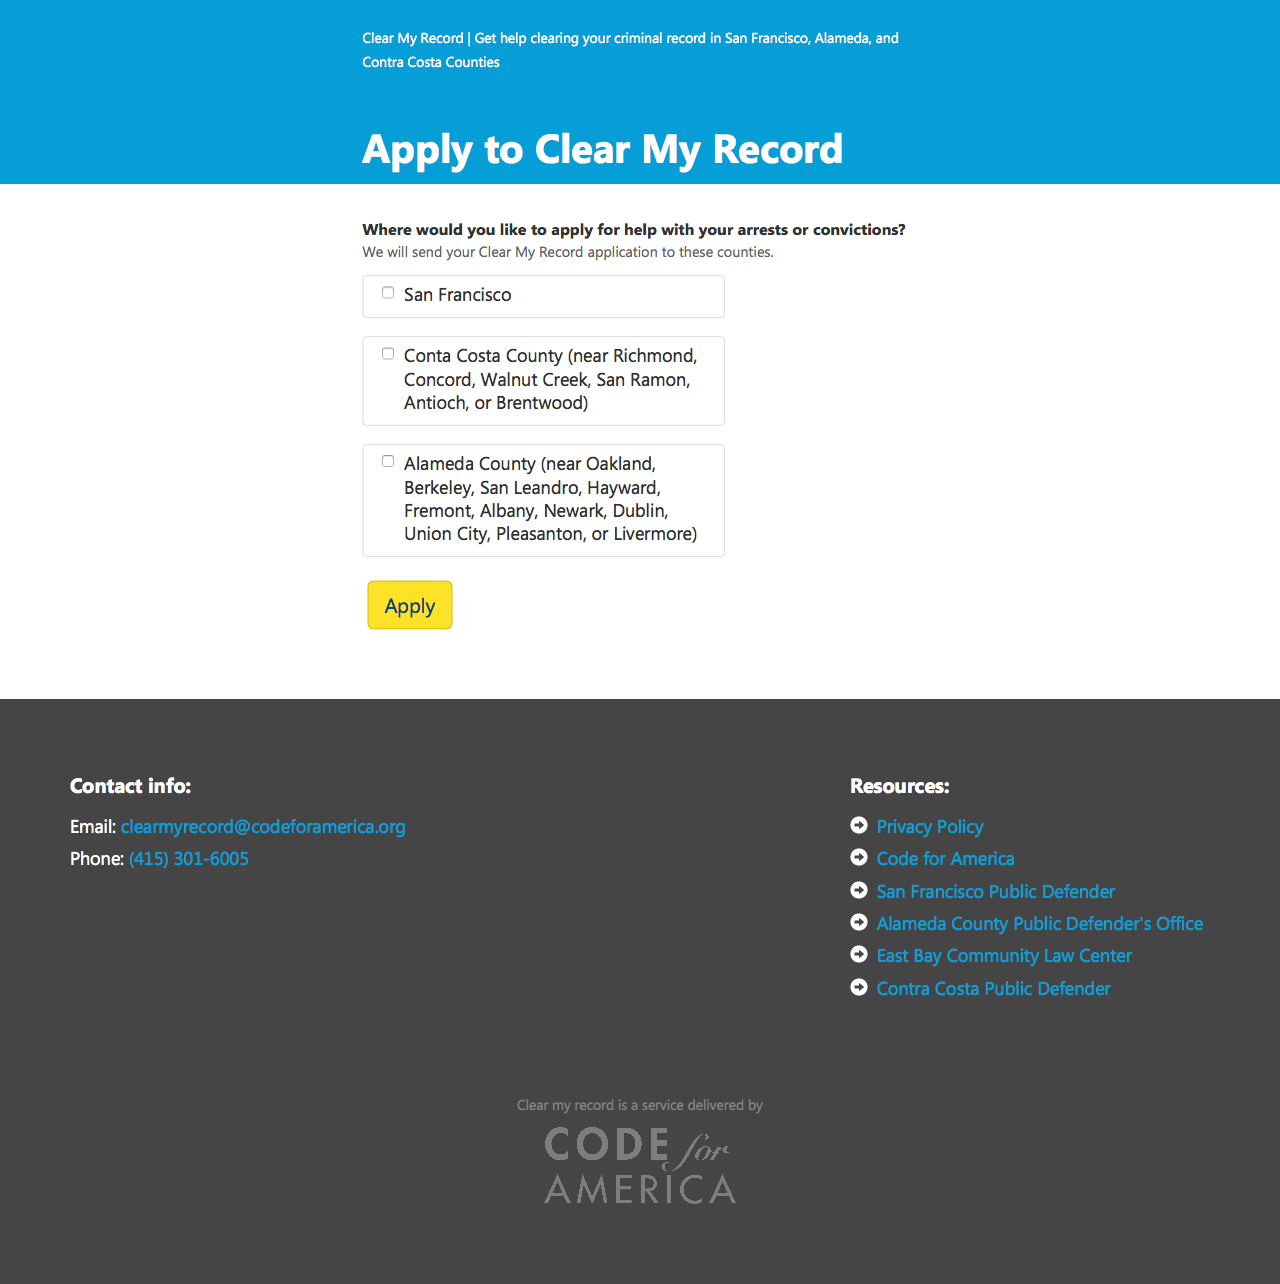 Clear My Record | Get help clearing your criminal record in San Francisco, Alameda, and
Contra Costa Counties
Apply to Clear My Record
Where would you like to apply for help with your arrests or convictions?
We will send your Clear My Record application to these counties.
San Francisco
Conta Costa County (near Richmond,
Concord, Walnut Creek, San Ramon,
Antioch, or Brentwood)
Alameda County (near Oakland,
Berkeley, San Leandro, Hayward,
Fremont, Albany, Newark, Dublin,
Union City, Pleasanton, or Livermore)
Apply
Contact info:
Email: clearmyrecord@codeforamerica.org
Phone: (415) 301-6005
Resources:
Privacy Policy
Code for America
San Francisco Public Defender
Alameda County Public Defender's Office
East Bay Community Law Center
Contra Costa Public Defender
Clear my record is a service delivered by
CODE for
AMERICA